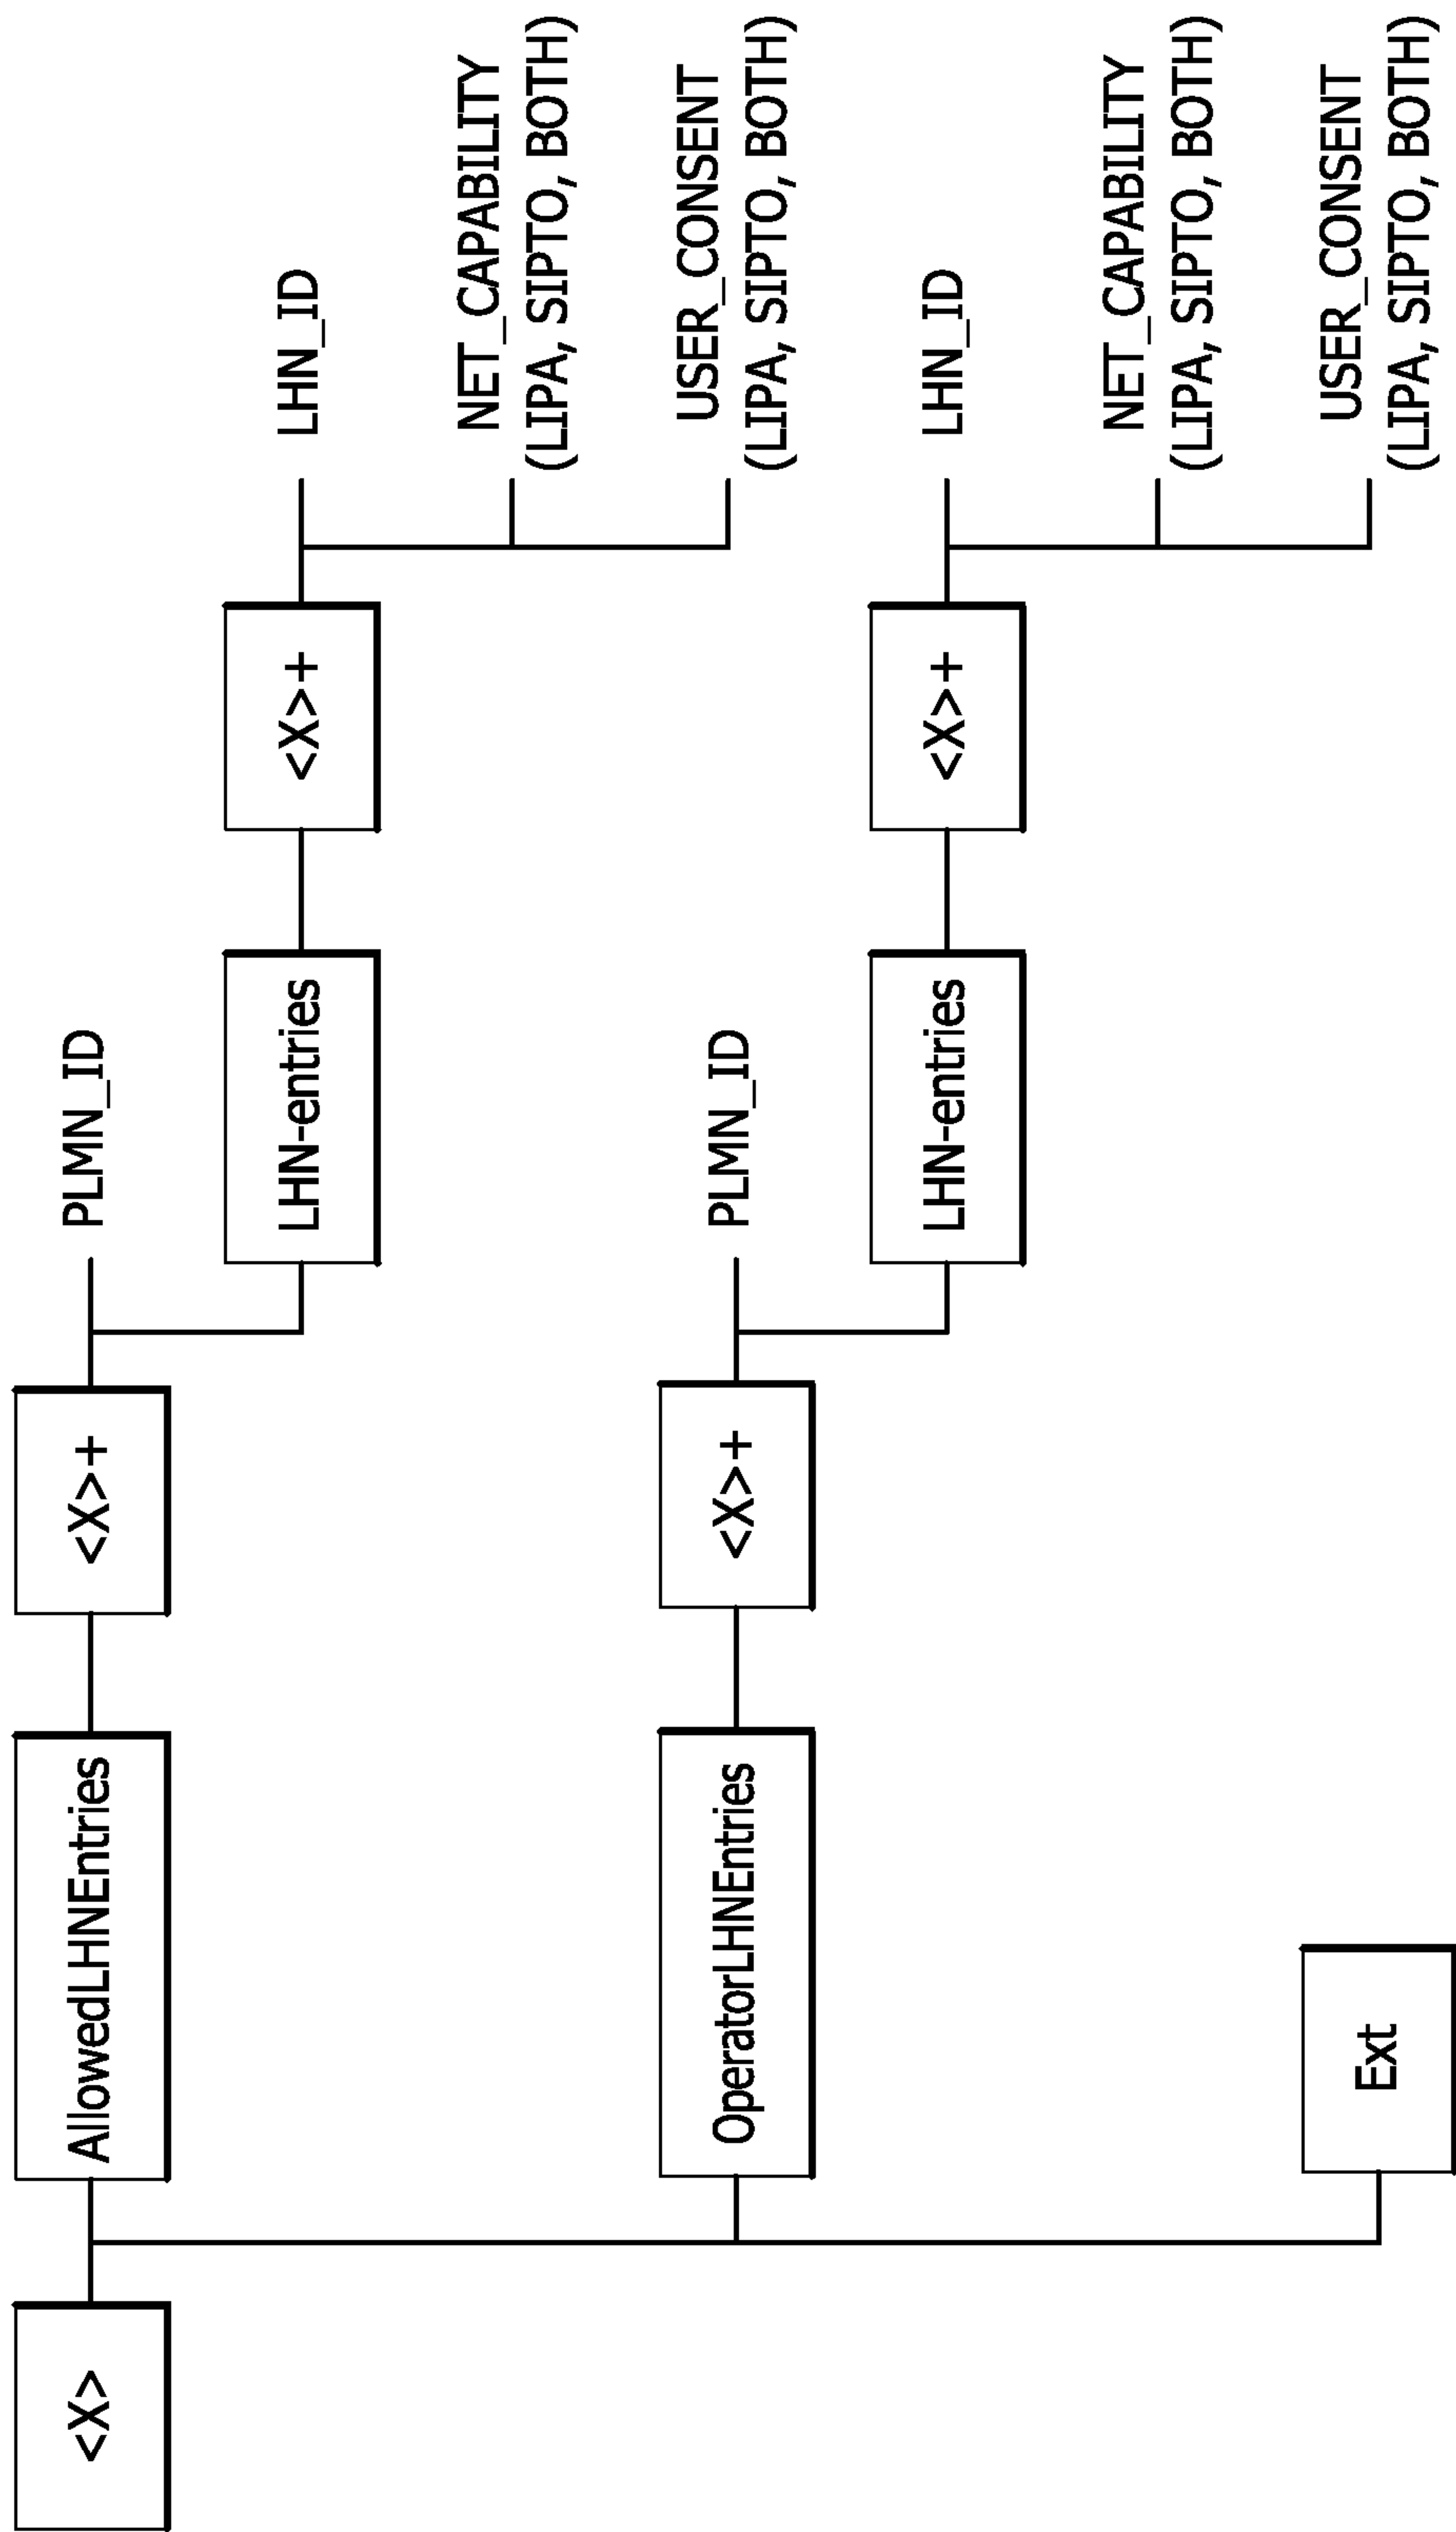 <X>
AllowedLHNEntries
<X>+
PLMN_ID
LHN-entries
<X>+
LHN_ID
NET_CAPABILITY
(LIPA, SIPTO, BOTH)
USER_CONSENT
(LIPA, SIPTO, BOTH)
OperatorLHNEntries
<X>+
PLMN_ID
LHN-entries
<X>+
LHN_ID
NET_CAPABILITY
(LIPA, SIPTO, BOTH)
USER_CONSENT
(LIPA, SIPTO, BOTH)
Ext